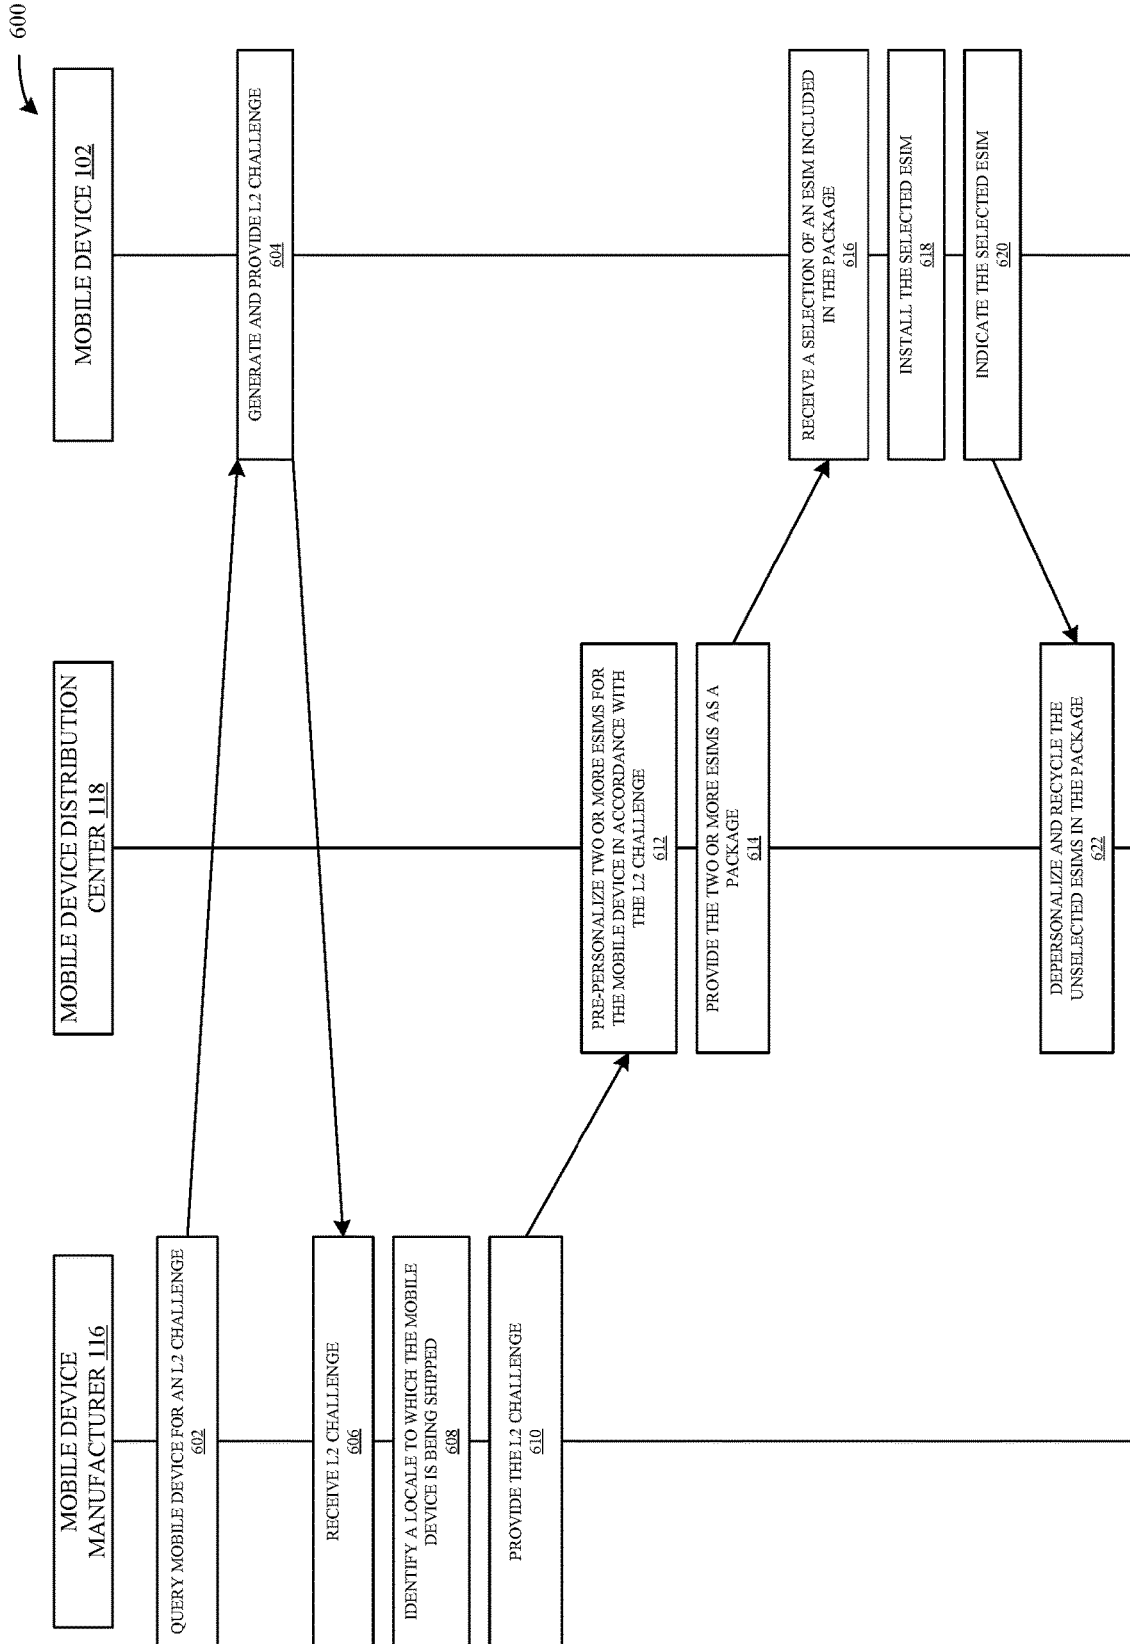 600
MOBILE DEVICE
MANUFACTURER 116
MOBILE DEVICE DISTRIBUTION
CENTER 118
MOBILE DEVICE 102
QUERY MOBILE DEVICE FOR AN L2 CHALLENGE
602
GENERATE AND PROVIDE L2 CHALLENGE
604
RECEIVE L2 CHALLENGE
606
IDENTIFY A LOCALE TO WHICH THE MOBILE
DEVICE IS BEING SHIPPED
608
PROVIDE THE L2 CHALLENGE
610
PRE-PERSONALIZE TWO OR MORE ESIMS FOR
THE MOBILE DEVICE IN ACCORDANCE WITH
THE L2 CHALLENGE
612
PROVIDE THE TWO OR MORE ESIMS AS A
PACKAGE
614
RECEIVE A SELECTION OF AN ESIM INCLUDED
IN THE PACKAGE
616
INSTALL THE SELECTED ESIM
618
INDICATE THE SELECTED ESIM
620
DEPERSONALIZE AND RECYCLE THE
UNSELECTED ESIMS IN THE PACKAGE
622